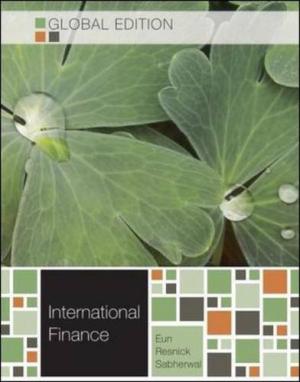 GLOBAL EDITION
International
Finance
Eun
Resnick
Sabherwal